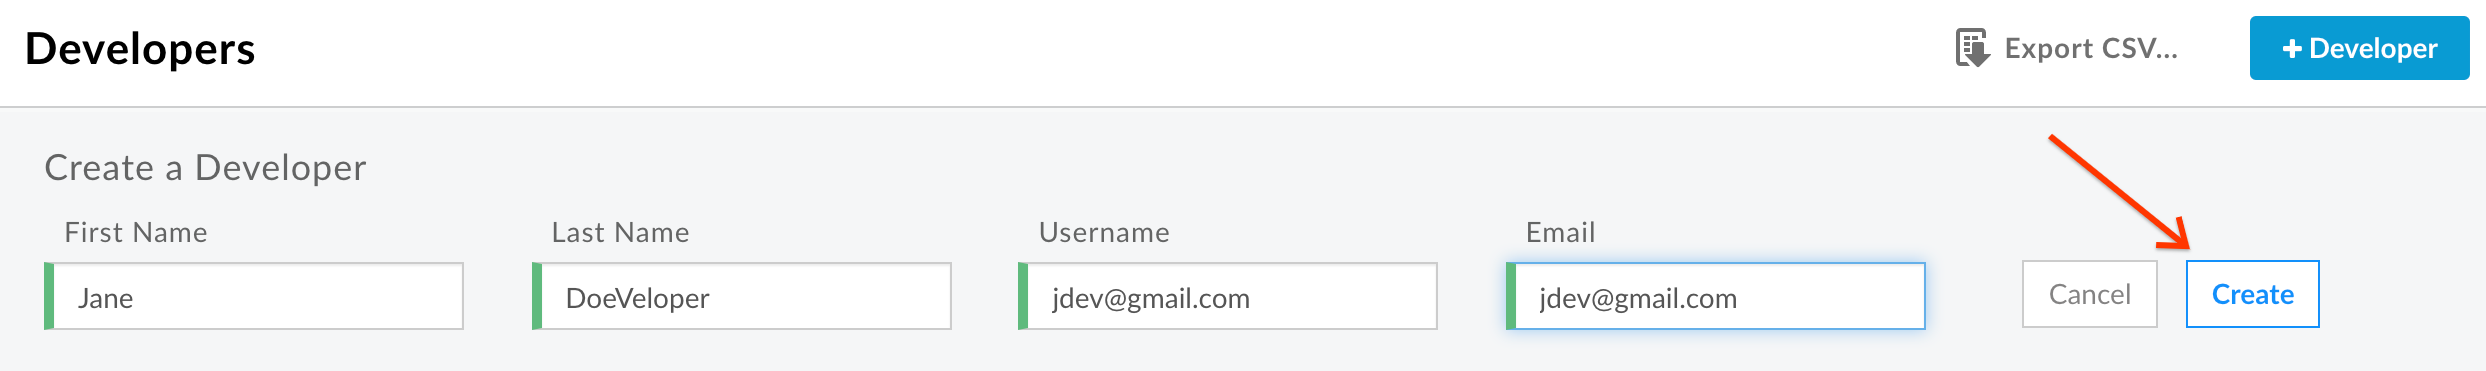 Developers
Export CSV...
+ Developer
Create a Developer
First Name
Last Name
Username
Email
Jane
DoeVeloper
jdev@gmail.com
jdev@gmail.com
Cancel
Create